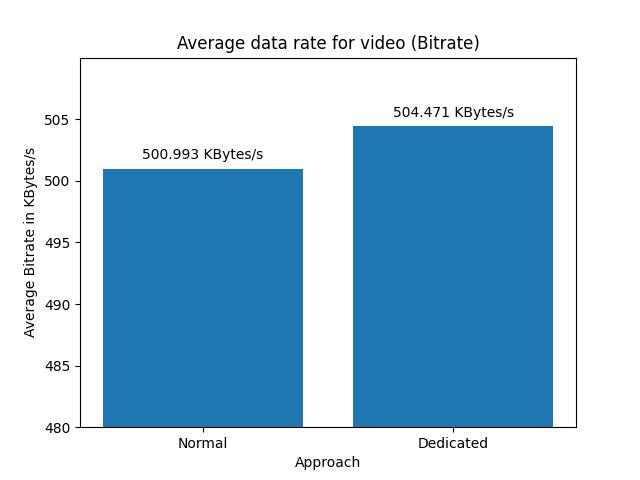 Average data rate for video (Bitrate)
504.471 KBytes/s
500.993 KBytes/s
505
500
495
490
485
480
Average Bitrate in KBytes/s
Normal Dedicated
Approach